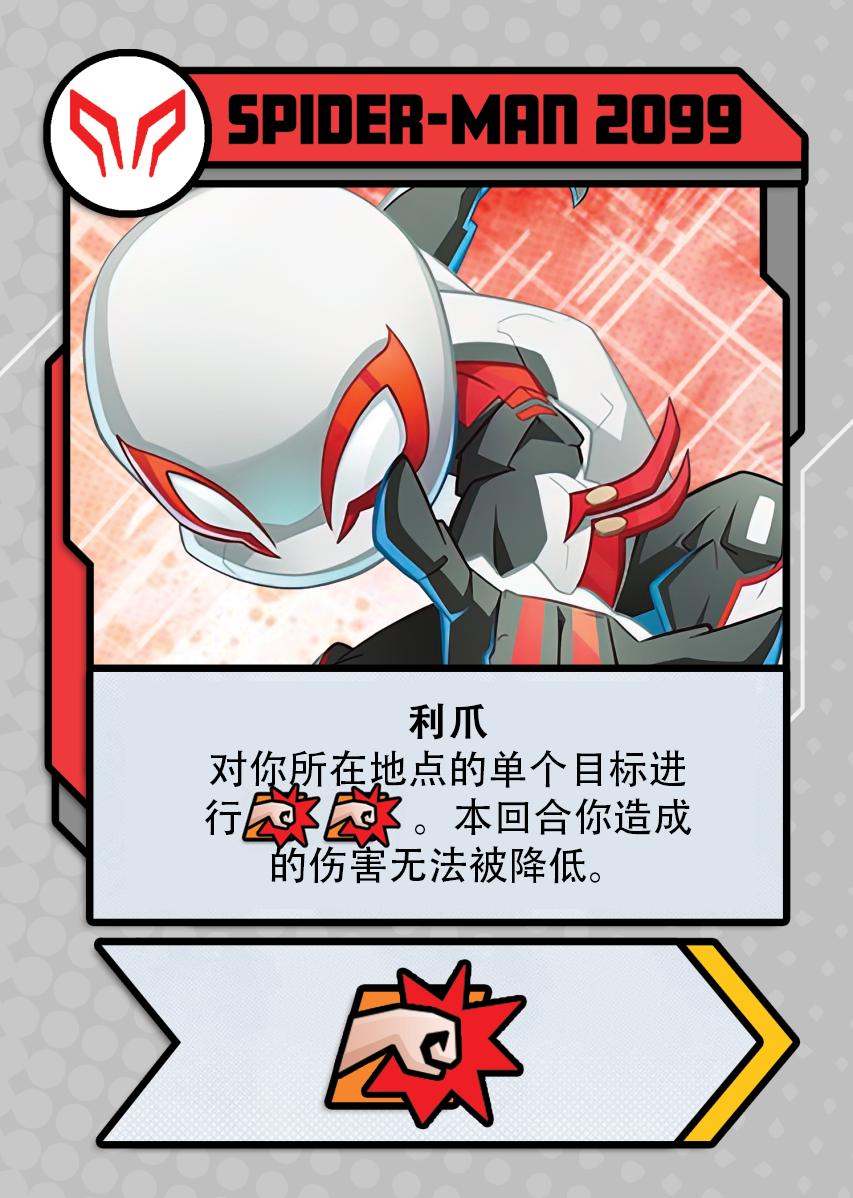 SPIDER-MAN 2099
利爪
对你所在地点的单个目标进
行 。本回合你造成
的伤害无法被降低。